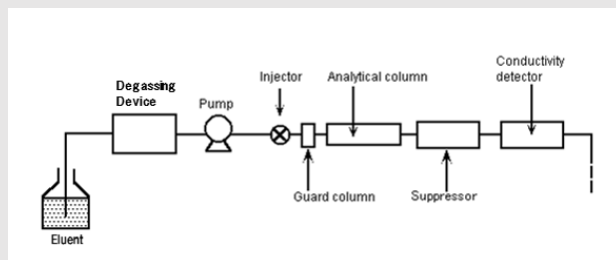 Degassing
Device
Pump
Injector
Analytical column
Conductivity
detector
Guard column
Suppressor
Eluent